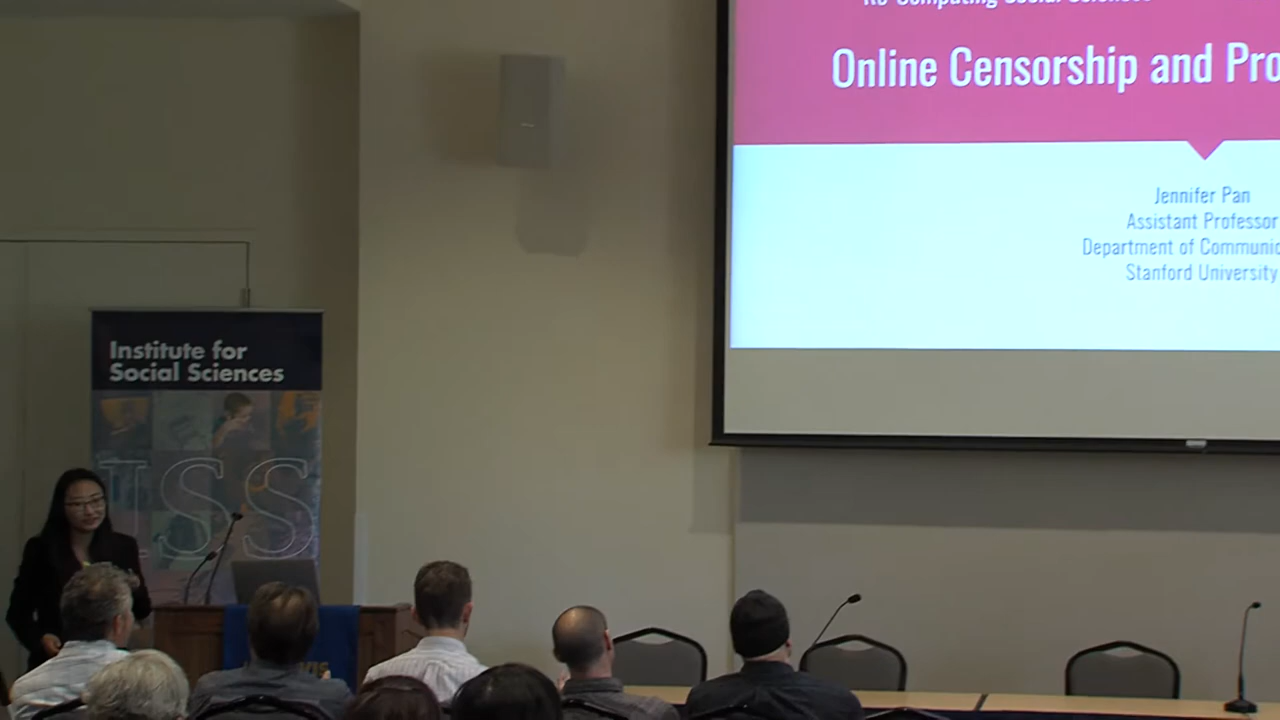 Online Censorship and Pro
Jennifer Pan
Assistant Professor
Department of Communic
Stanford University
Institute for
Social Sciences
ISS